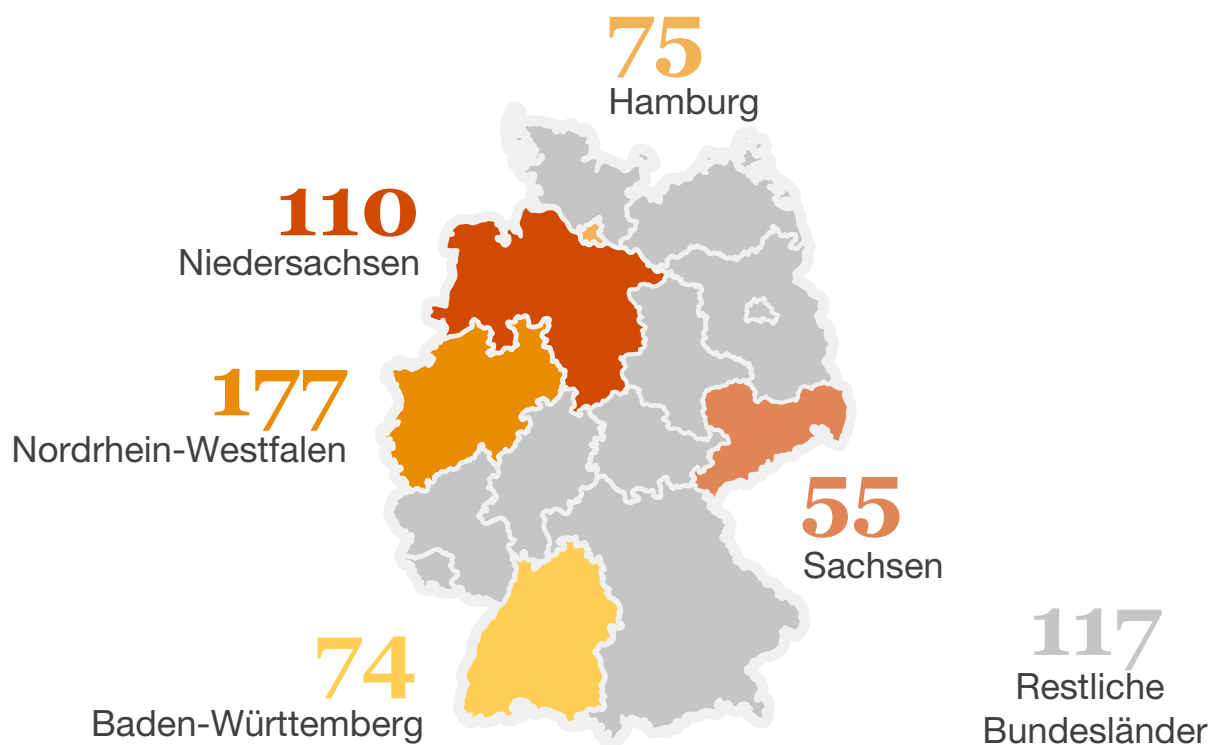 75
Hamburg
110
Niedersachsen
177
Nordrhein-Westfalen
55
Sachsen
74
Baden-Württemberg
117
Restliche
Bundesländer